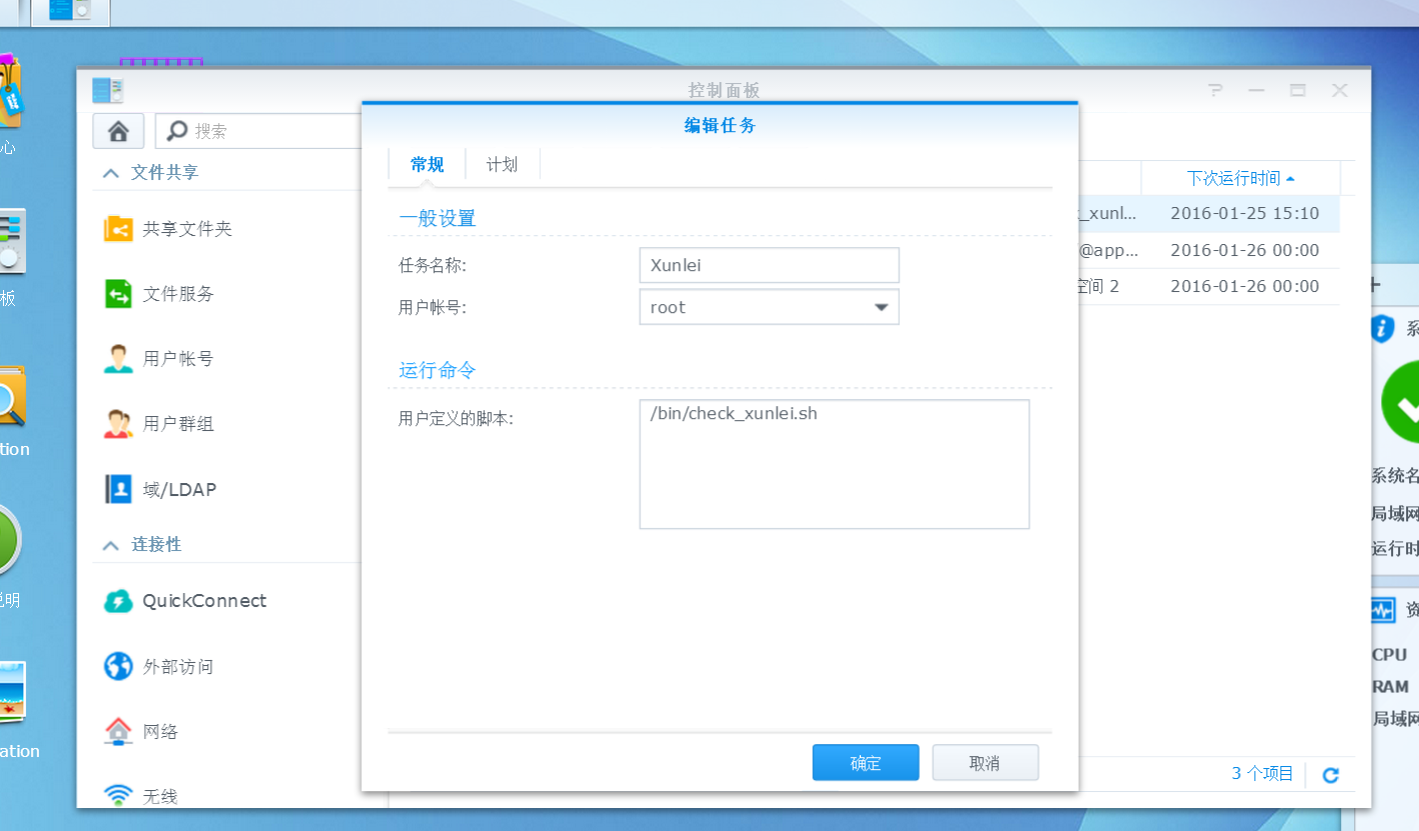 控制面板
编辑任务
搜索
常规
计划
文件共享
下次运行时间
共享文件夹
一般设置
_xunl...
2016-01-25 15:10
任务名称:
Xunlei
@app...
2016-01-26 00:00
文件服务
用户帐号:
root
空间 2
2016-01-26 00:00
用户帐号
运行命令
用户定义的脚本:
/bin/check_xunlei.sh
用户群组
域/LDAP
连接性
QuickConnect
外部访问
网络
无线
确定
取消
3 个项目
心
板
tion
说明
ation
系
系统名
局域网
运行时
资
CPU
RAM
局域网